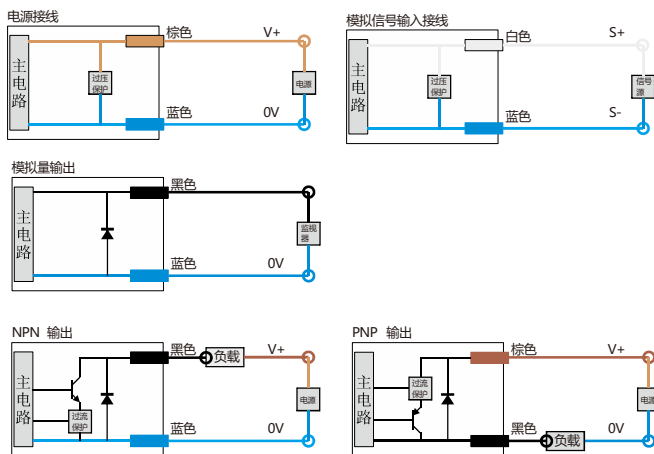 电源接线
棕色 V+
主电路
过压保护
电源
蓝色 0V
模拟信号输入接线
白色 S+
主电路
过压保护
信号源
蓝色 S-
模拟量输出
黑色
主电路
监视器
蓝色 0V
NPN 输出
黑色 负载 V+
主电路
过流保护
电源
蓝色 0V
PNP 输出
棕色 V+
主电路
过流保护
电源
黑色 负载 0V